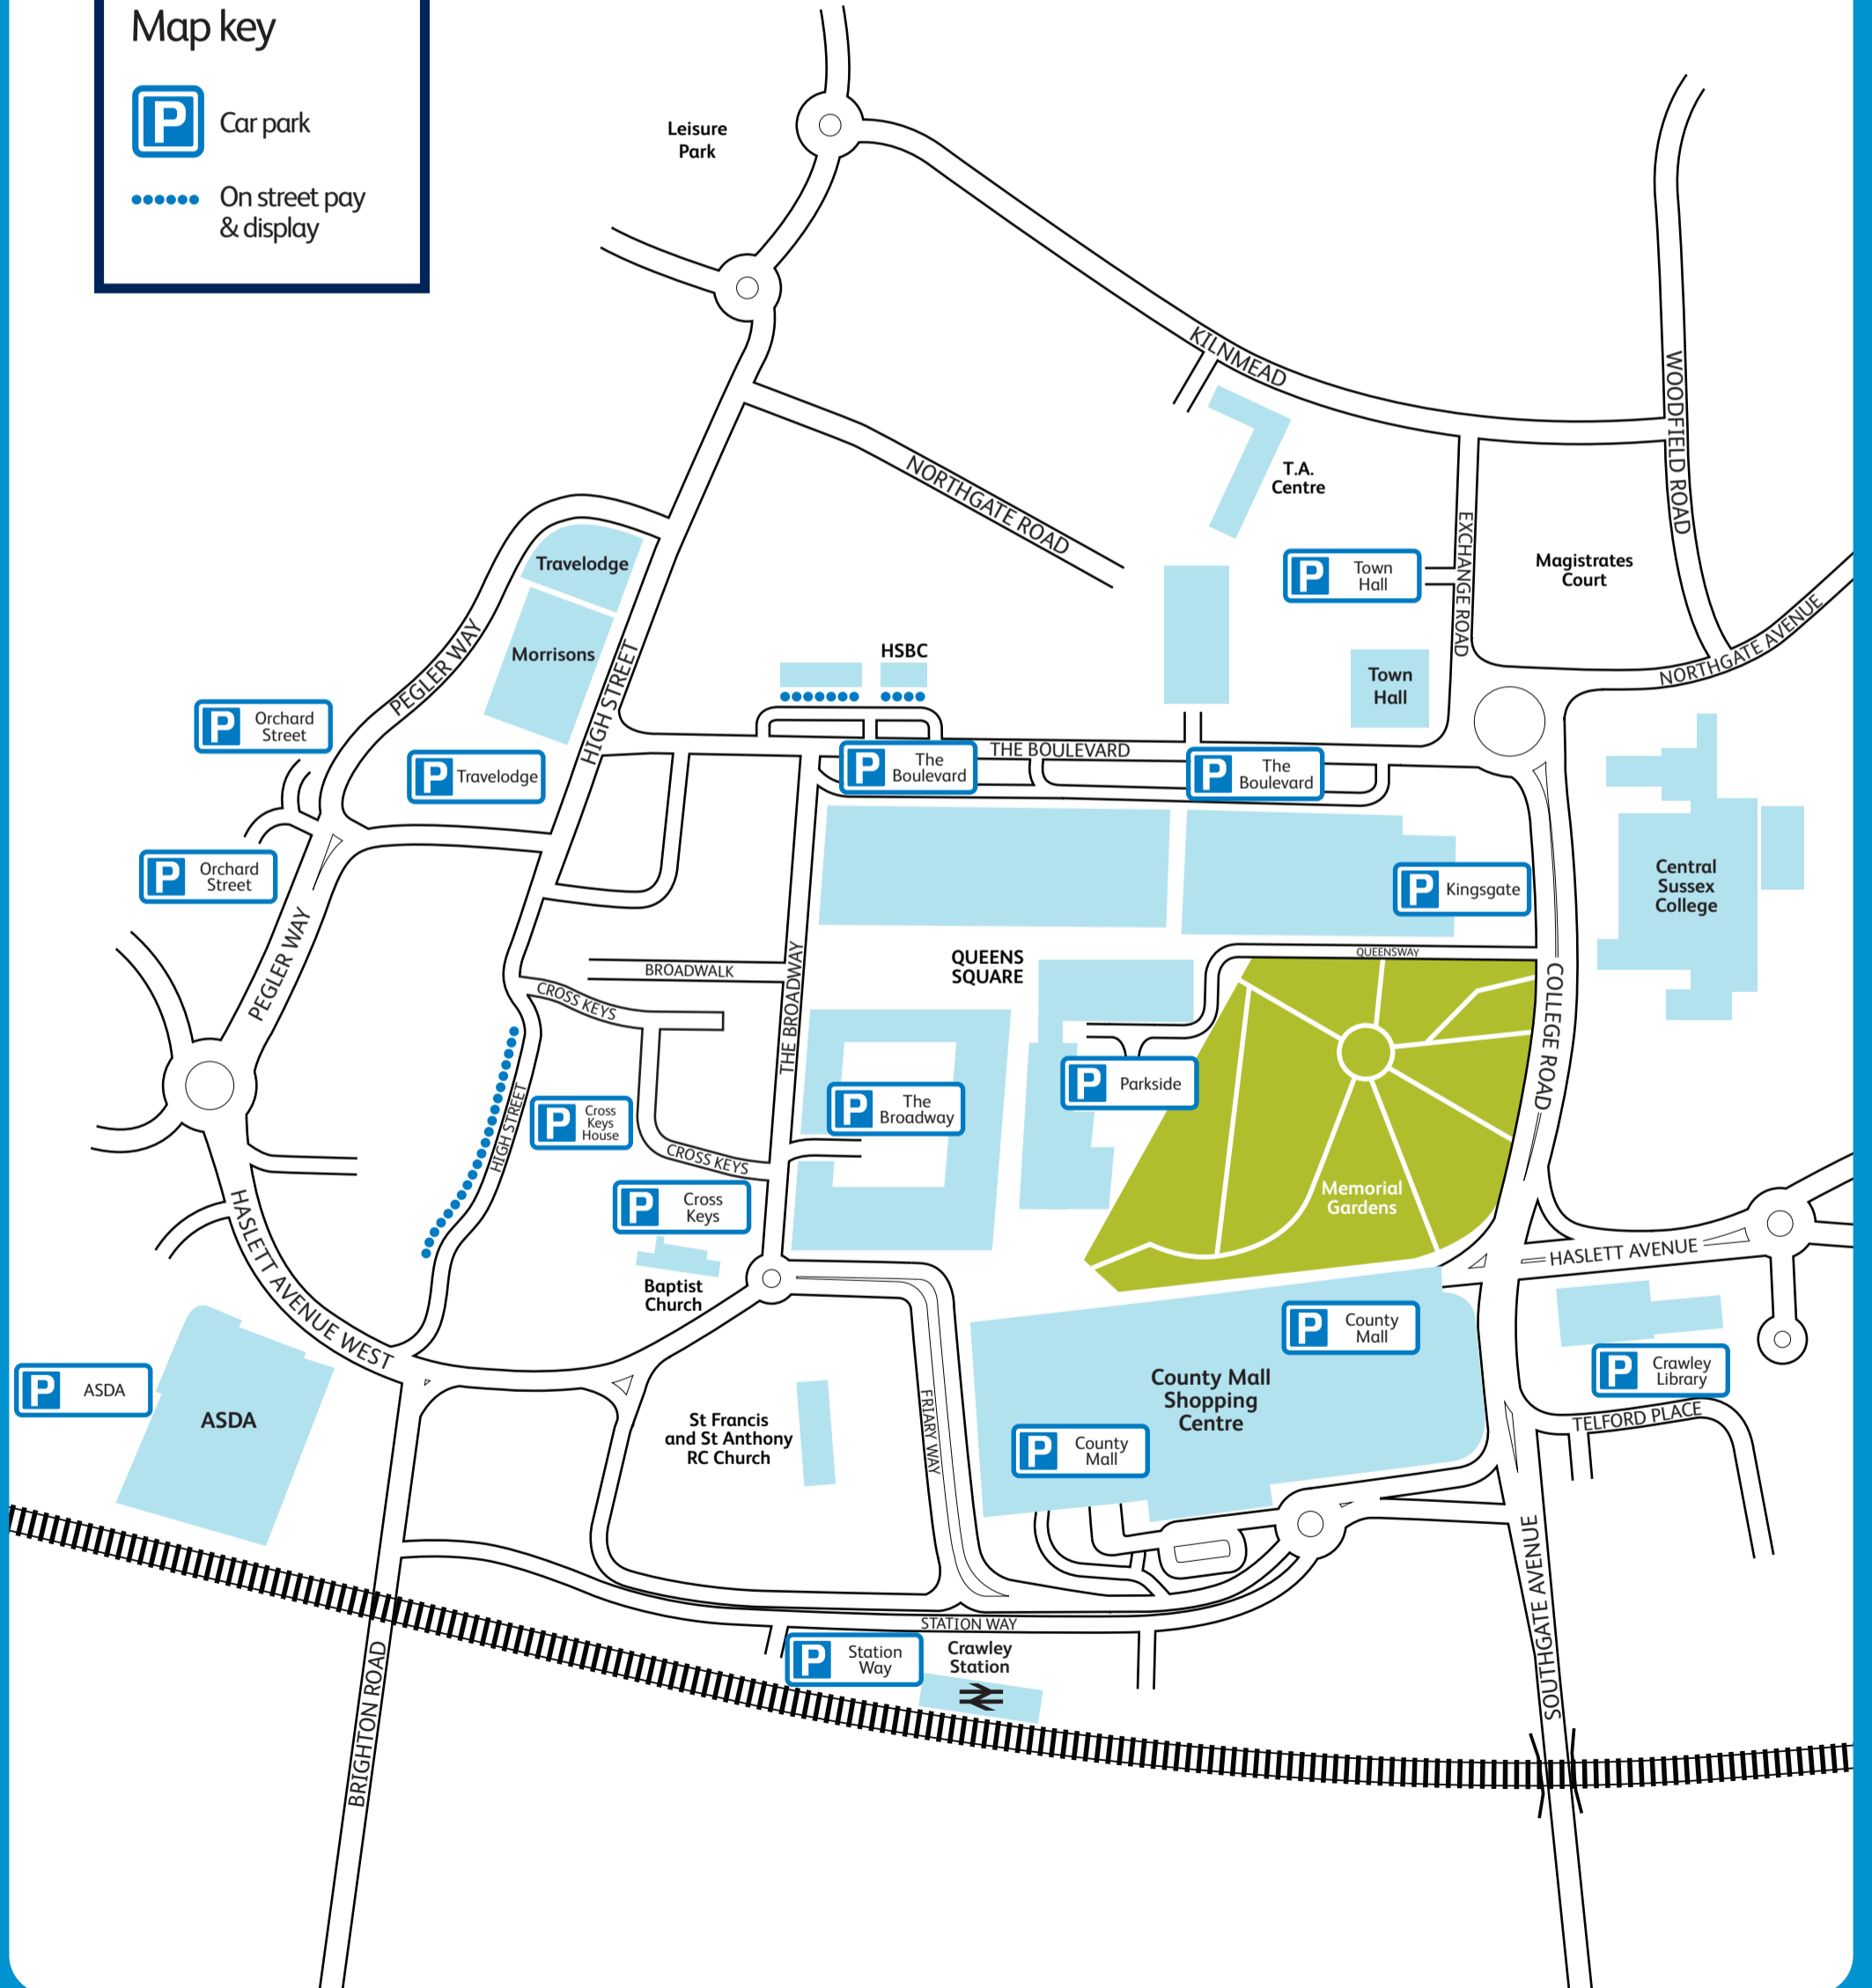 Map key
P
Car park
On street pay
& display
Leisure
Park
KILNMEAD
WOODFIELD ROAD
NORTHGATE ROAD
T.A.
Centre
EXCHANGE ROAD
Magistrates
Court
P
Town
Hall
NORTHGATE AVENUE
Travelodge
Morrisons
PEGLER WAY
HIGH STREET
HSBC
Town
Hall
P
Orchard
Street
P
Travelodge
THE BOULEVARD
P
The
Boulevard
P
The
Boulevard
P
Orchard
Street
P
Kingsgate
Central
Sussex
College
PEGLER WAY
BROADWALK
THE BROADWAY
QUEENS
SQUARE
QUEENSWAY
CROSS KEYS
COLLEGE ROAD
P
Parkside
HIGH STREET
P
Cross
Keys
House
P
The
Broadway
CROSS KEYS
P
Cross
Keys
Memorial
Gardens
HASLETT AVENUE
HASLETT AVENUE WEST
Baptist
Church
P
County
Mall
P
Crawley
Library
P
ASDA
ASDA
County Mall
Shopping
Centre
TELFORD PLACE
St Francis
and St Anthony
RC Church
FRIARY WAY
P
County
Mall
SOUTHGATE AVENUE
STATION WAY
P
Station
Way
Crawley
Station
BRIGHTON ROAD